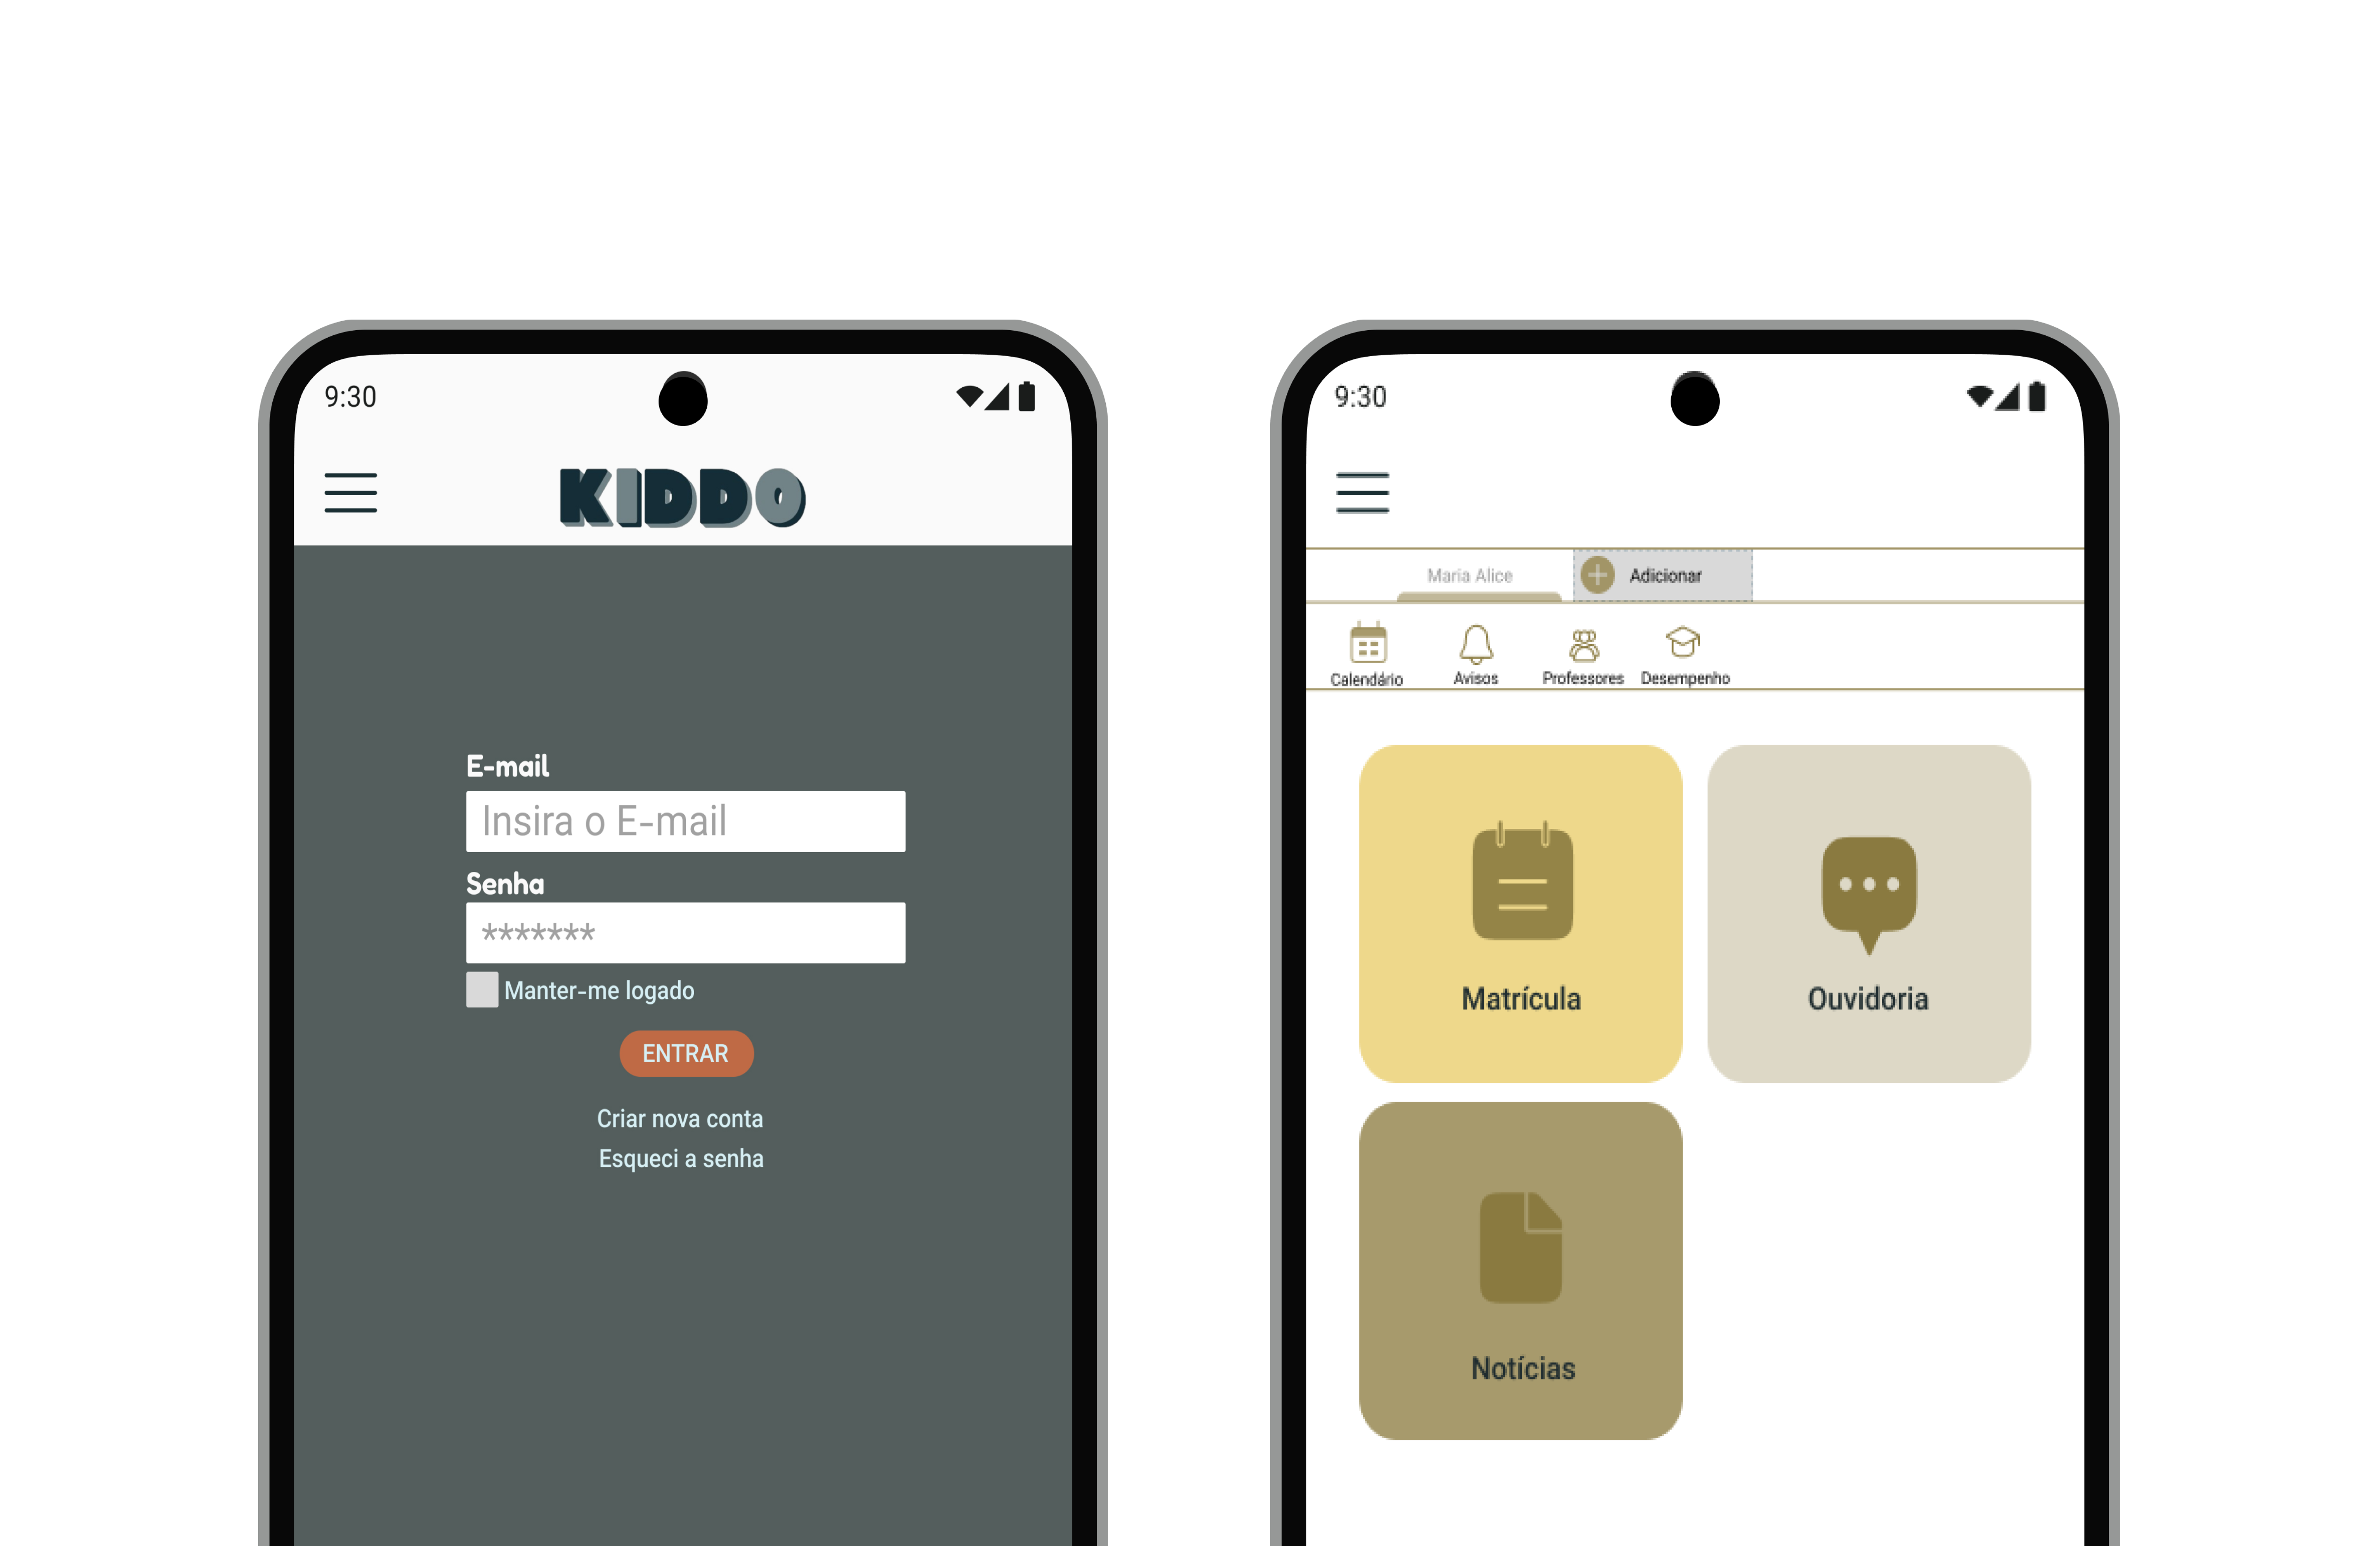 9:30
KIDDO
E-mail
Insira o E-mail
Senha
*******
Manter-me logado
ENTRAR
Criar nova conta
Esqueci a senha
9:30
Maria Alice
Adicionar
Calendário
Avisos
Professores
Desempenho
Matrícula
Ouvidoria
Notícias